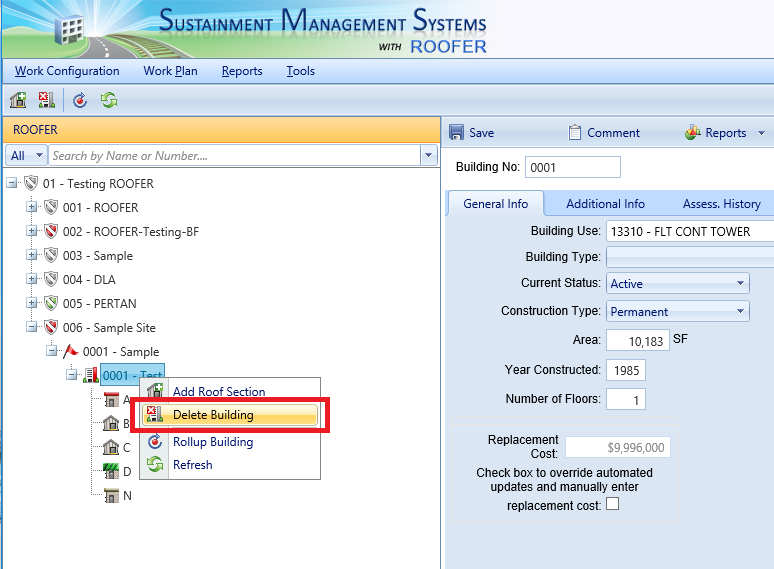 SUSTAINMENT MANAGEMENT SYSTEMS
WITH ROOFER
Work Configuration Work Plan Reports Tools
ROOFER
All Search by Name or Number....
01 - Testing ROOFER
001 - ROOFER
002 - ROOFER-Testing-BF
003 - Sample
004 - DLA
005 - PERTAN
006 - Sample Site
0001 - Sample
0001 - Test
A
B
C
D
N
Add Roof Section
Delete Building
Rollup Building
Refresh
Save Comment Reports
Building No: 0001
General Info Additional Info Assess. History
Building Use: 13310 - FLT CONT TOWER
Building Type:
Current Status: Active
Construction Type: Permanent
Area: 10,183 SF
Year Constructed: 1985
Number of Floors: 1
Replacement
Cost: $9,996,000
Check box to override automated
updates and manually enter
replacement cost: